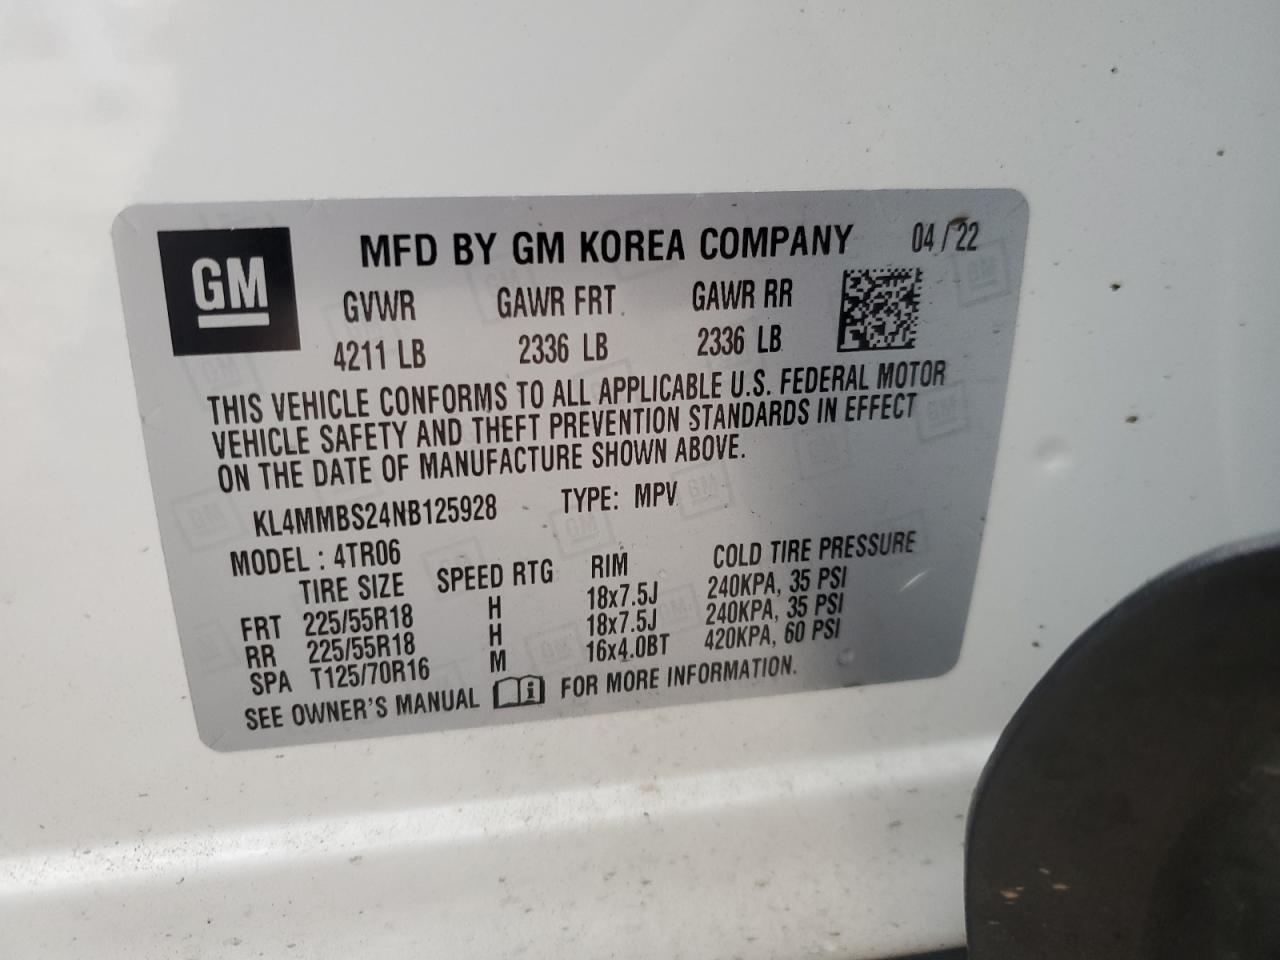 GM
MFD BY GM KOREA COMPANY 04/22
GVWR GAWR FRT GAWR RR
4211 LB 2336 LB 2336 LB
THIS VEHICLE CONFORMS TO ALL APPLICABLE U.S. FEDERAL MOTOR
VEHICLE SAFETY AND THEFT PREVENTION STANDARDS IN EFFECT
ON THE DATE OF MANUFACTURE SHOWN ABOVE.
KL4MMBS24NB125928 TYPE: MPV
MODEL : 4TR06
TIRE SIZE SPEED RTG RIM COLD TIRE PRESSURE
FRT 225/55R18 H 18x7.5J 240KPA, 35 PSI
RR 225/55R18 H 18x7.5J 240KPA, 35 PSI
SPA T125/70R16 M 16x4.0BT 420KPA, 60 PSI
SEE OWNER'S MANUAL i FOR MORE INFORMATION.